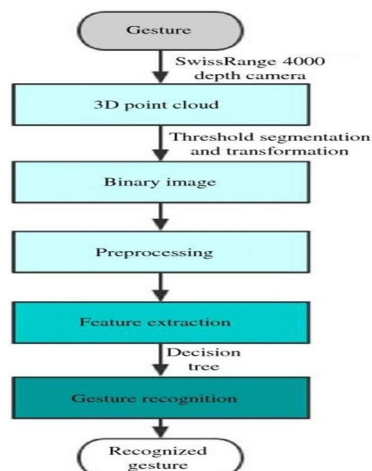 Gesture
SwissRange 4000
depth camera
3D point cloud
Threshold segmentation
and transformation
Binary image
Preprocessing
Feature extraction
Decision
tree
Gesture recognition
Recognized
gesture